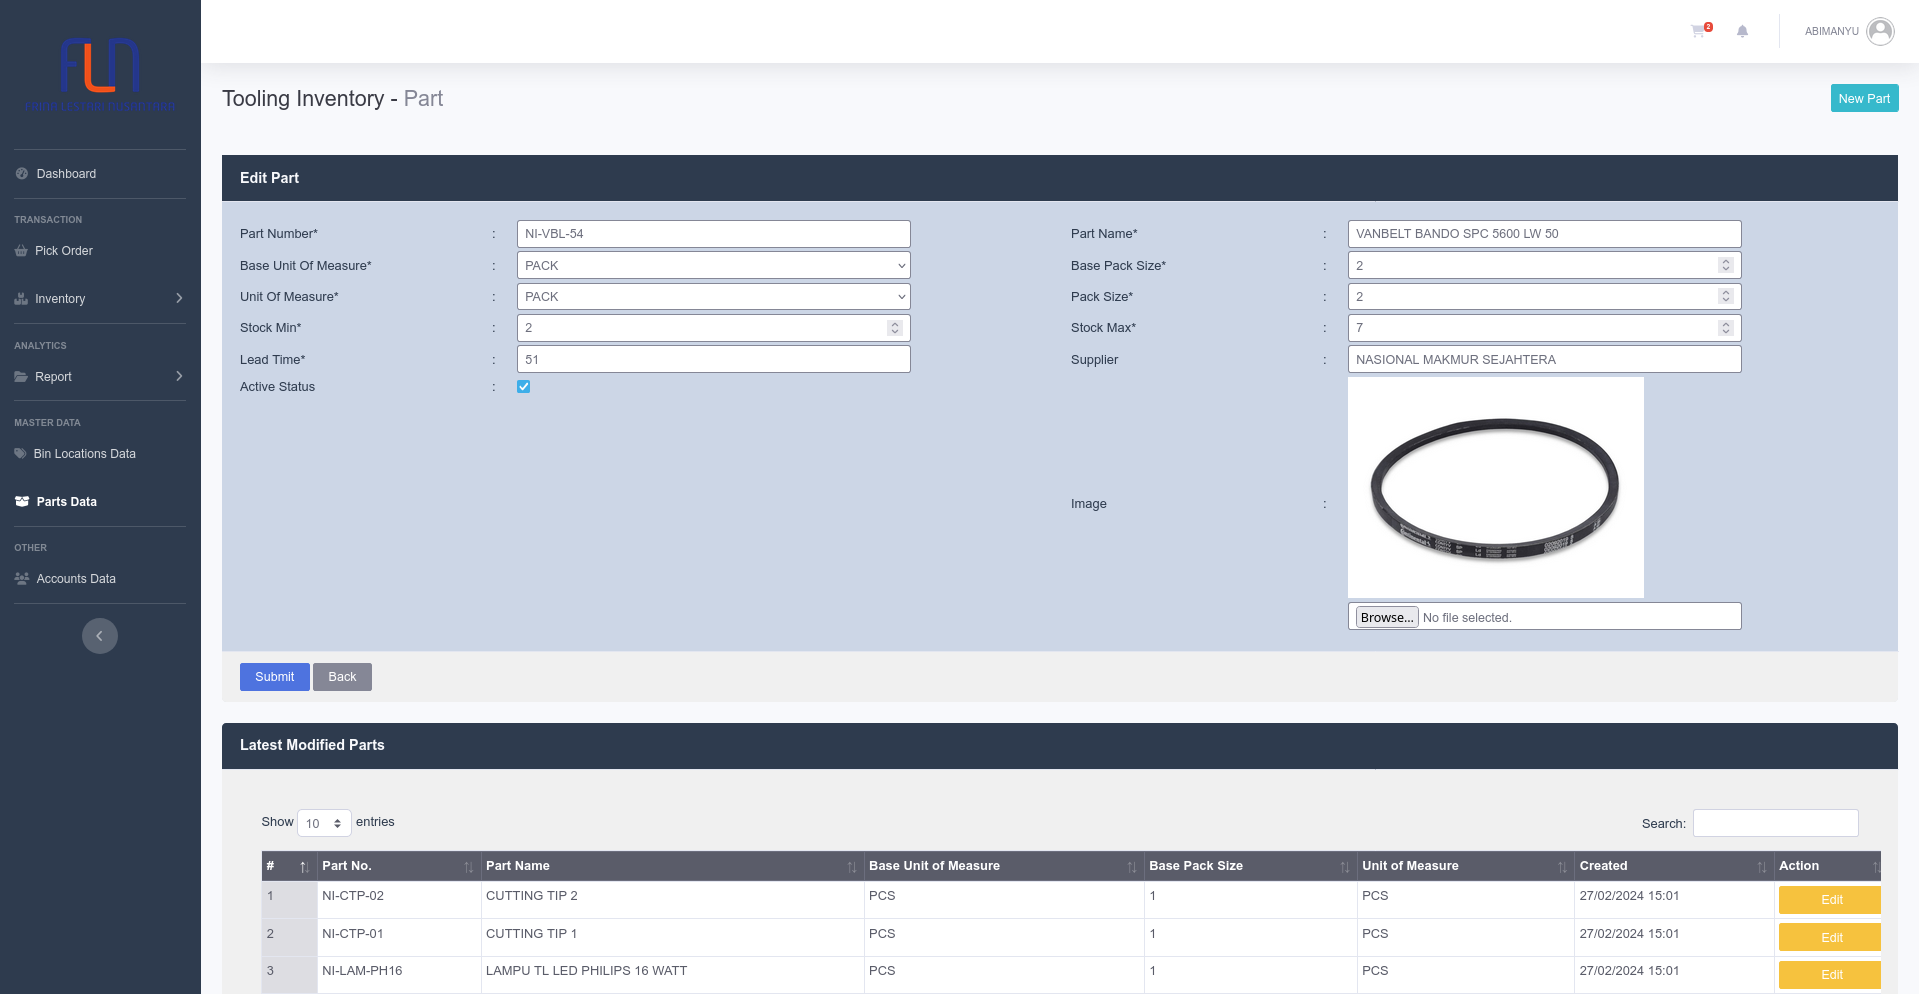 FLN
2
ABIMANYU
Tooling Inventory - Part
New Part
Dashboard
TRANSACTION
Pick Order
Inventory
ANALYTICS
Report
MASTER DATA
Bin Locations Data
Parts Data
OTHER
Accounts Data
Edit Part
Part Number* : NI-VBL-54
Part Name* : VANBELT BANDO SPC 5600 LW 50
Base Unit Of Measure* : PACK
Base Pack Size* : 2
Unit Of Measure* : PACK
Pack Size* : 2
Stock Min* : 2
Stock Max* : 7
Lead Time* : 51
Supplier : NASIONAL MAKMUR SEJAHTERA
Active Status :
Image :
Browse... No file selected.
Submit Back
Latest Modified Parts
Show 10 entries
Search:
# Part No. Part Name Base Unit of Measure Base Pack Size Unit of Measure Created Action
1 NI-CTP-02 CUTTING TIP 2 PCS 1 PCS 27/02/2024 15:01 Edit
2 NI-CTP-01 CUTTING TIP 1 PCS 1 PCS 27/02/2024 15:01 Edit
3 NI-LAM-PH16 LAMPU TL LED PHILIPS 16 WATT PCS 1 PCS 27/02/2024 15:01 Edit